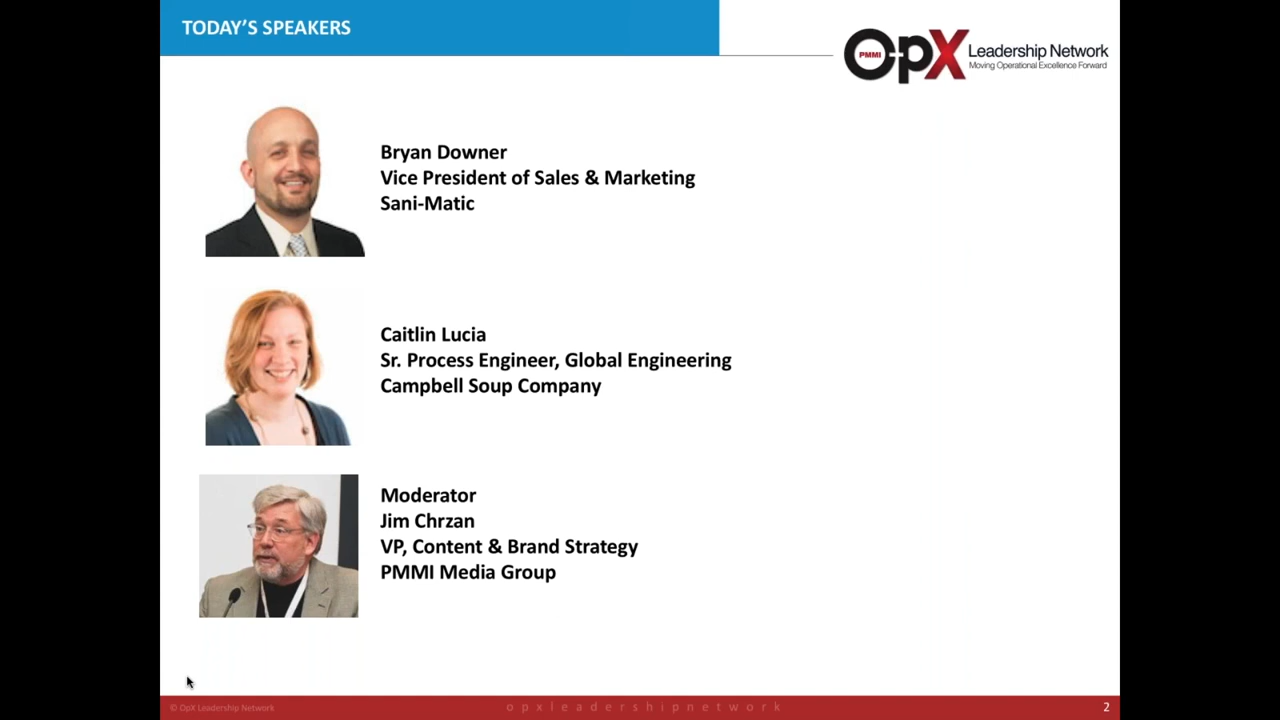 TODAY'S SPEAKERS
PMMI
OpX
Leadership Network
Moving Operational Excellence Forward
Bryan Downer
Vice President of Sales & Marketing
Sani-Matic
Caitlin Lucia
Sr. Process Engineer, Global Engineering
Campbell Soup Company
Moderator
Jim Chrzan
VP, Content & Brand Strategy
PMMI Media Group
© OpX Leadership Network
opxleadershipnetwork
2